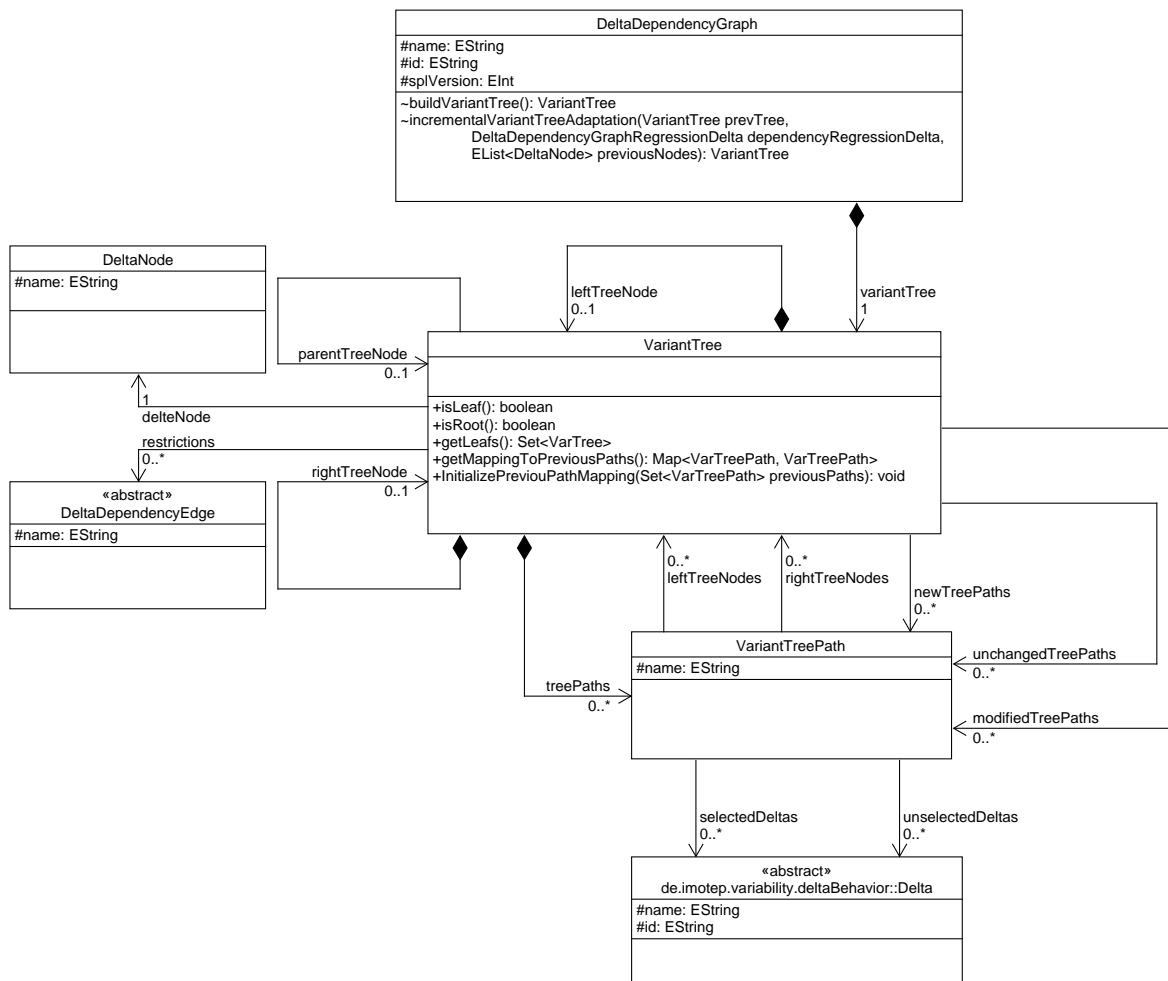 DeltaDependencyGraph
#name: EString
#id: EString
#splVersion: EInt
~buildVariantTree(): VariantTree
~incrementalVariantTreeAdaptation(VariantTree prevTree,
DeltaDependencyGraphRegressionDelta dependencyRegressionDelta,
EList<DeltaNode> previousNodes): VariantTree
DeltaNode
#name: EString
leftTreeNode
0..1
variantTree
1
parentTreeNode
0..1
VariantTree
+isLeaf(): boolean
+isRoot(): boolean
+getLeafs(): Set<VarTree>
+getMappingToPreviousPaths(): Map<VarTreePath, VarTreePath>
+InitializePreviouPathMapping(Set<VarTreePath> previousPaths): void
1
delteNode
restrictions
0..*
rightTreeNode
0..1
«abstract»
DeltaDependencyEdge
#name: EString
0..*
leftTreeNodes
0..*
rightTreeNodes
newTreePaths
0..*
VariantTreePath
#name: EString
unchangedTreePaths
0..*
treePaths
0..*
modifiedTreePaths
0..*
selectedDeltas
0..*
unselectedDeltas
0..*
«abstract»
de.imotep.variability.deltaBehavior::Delta
#name: EString
#id: EString